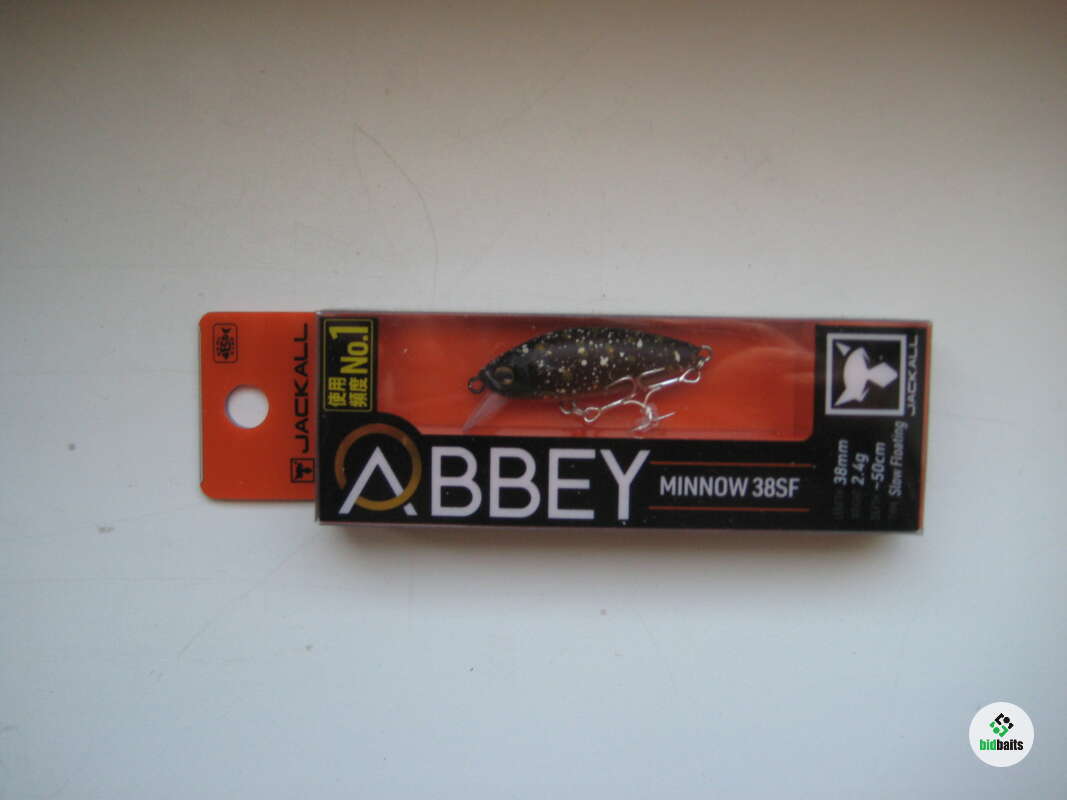 JACKALL
使用
頻度
No.1
ABBEY
MINNOW 38SF
JACKALL
38mm
2.4g
~50cm
Slow Floating
bidbaits